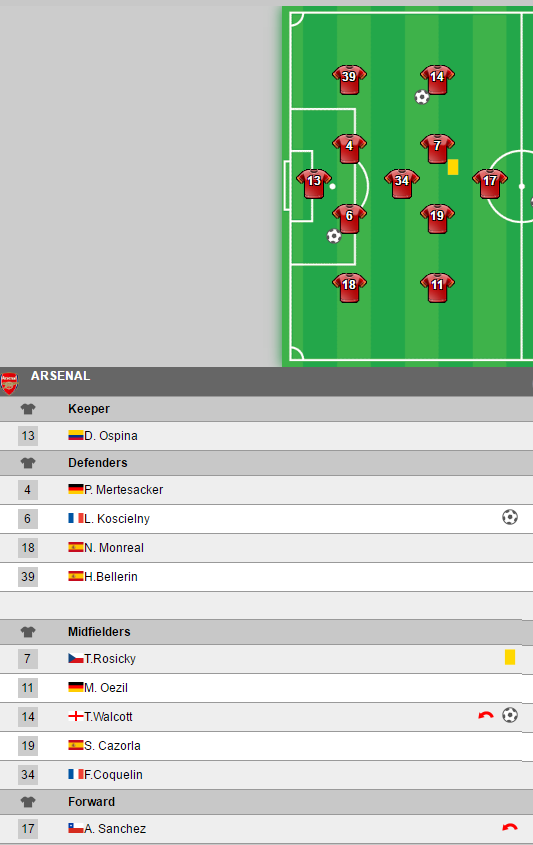 39 14
4 7
13 34 17
6 19
18 11
ARSENAL
Keeper
13 D. Ospina
Defenders
4 P. Mertesacker
6 L. Koscielny
18 N. Monreal
39 H.Bellerin
Midfielders
7 T.Rosicky
11 M. Oezil
14 T.Walcott
19 S. Cazorla
34 F.Coquelin
Forward
17 A. Sanchez